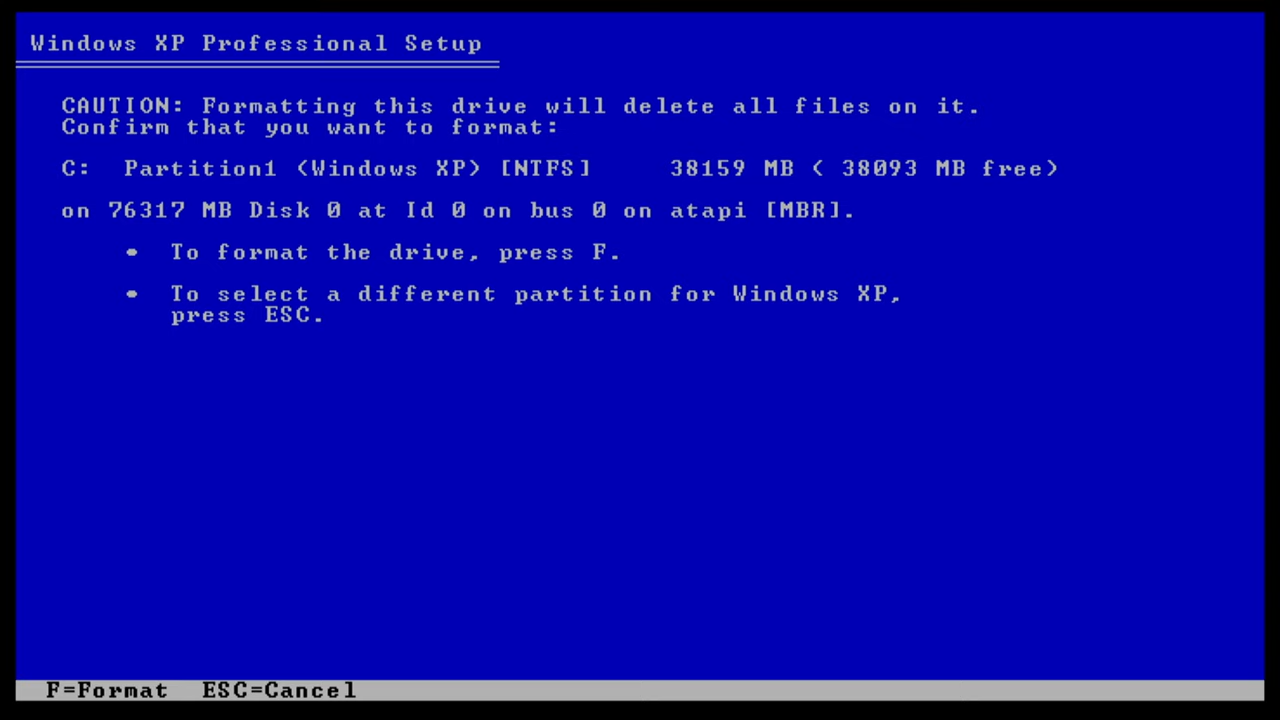 Windows XP Professional Setup
CAUTION: Formatting this drive will delete all files on it.
Confirm that you want to format:
C:  Partition1 (Windows XP) [NTFS]     38159 MB ( 38093 MB free)
on 76317 MB Disk 0 at Id 0 on bus 0 on atapi [MBR].
• To format the drive, press F.
• To select a different partition for Windows XP,
press ESC.
F=Format  ESC=Cancel